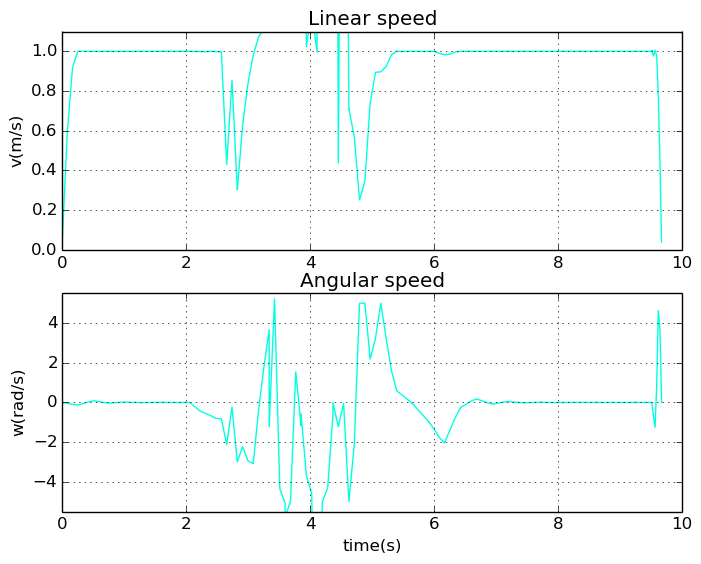 Linear speed
1.0
0.8
0.6
0.4
0.2
0.0
v(m/s)
0 2 4 6 8 10
Angular speed
4
2
0
−2
−4
w(rad/s)
0 2 4 6 8 10
time(s)